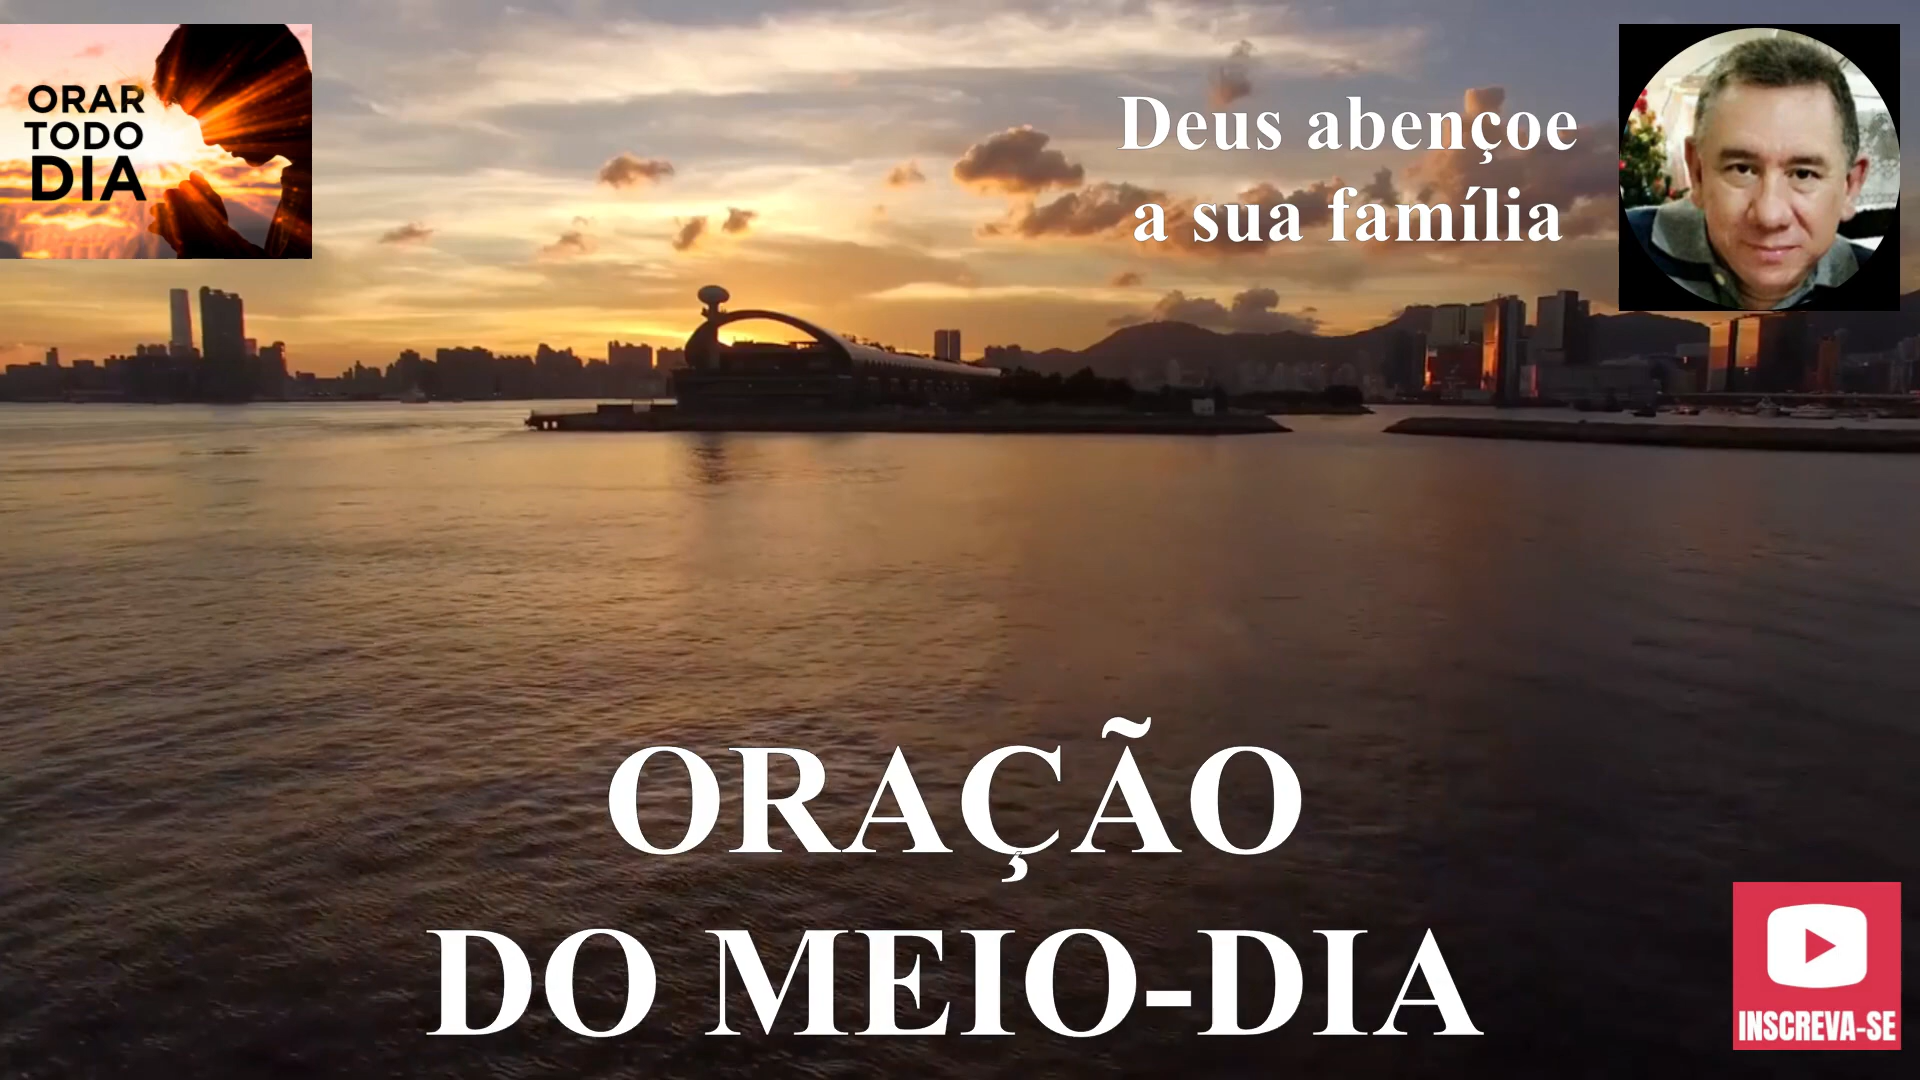 ORAR
TODO
DIA
Deus abençoe
a sua família
ORAÇÃO
DO MEIO-DIA
INSCREVA-SE